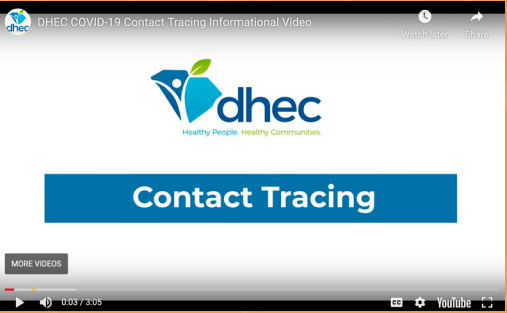 dhec
DHEC COVID-19 Contact Tracing Informational Video
Watch later
Share
dhec
Healthy People. Healthy Communities.
Contact Tracing
MORE VIDEOS
0:03 / 3:05
CC
YouTube